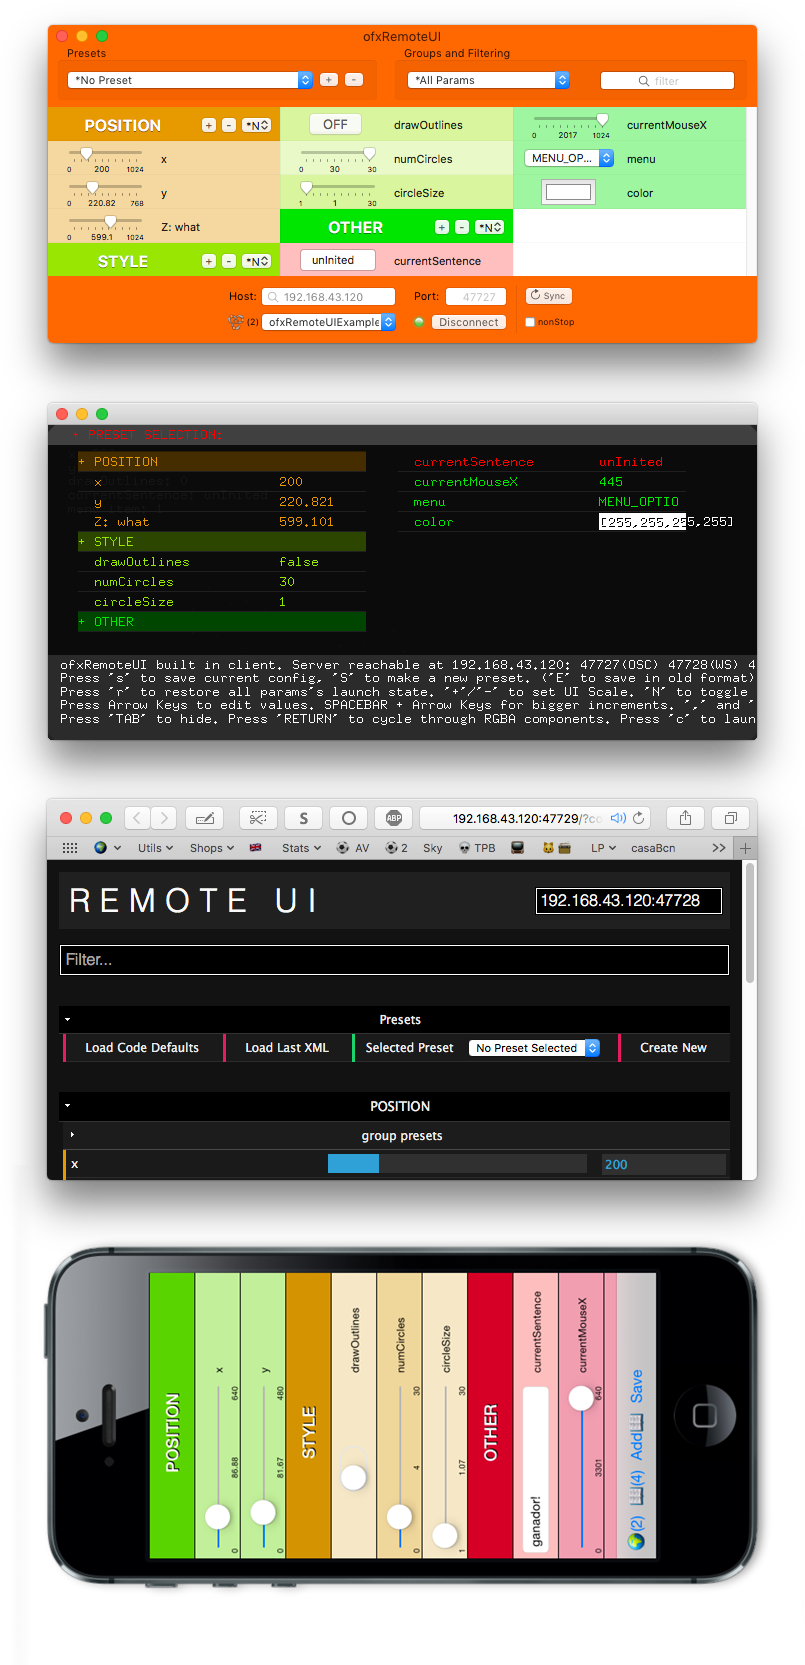 ofxRemoteUI
Presets
Groups and Filtering
*No Preset
+
-
*All Params
filter
POSITION
+
-
*N
OFF
drawOutlines
0 2017 1024
currentMouseX
0 200 1024
x
0 30 30
numCircles
MENU_OP...
menu
0 220.82 768
y
1 1 30
circleSize
color
0 599.1 1024
Z: what
OTHER
+
-
*N
STYLE
+
-
*N
unInited
currentSentence
Host:
192.168.43.120
Port:
47727
Sync
(2)
ofxRemoteUIExample
Disconnect
nonStop
PRESET SELECTION:
+ POSITION
currentSentence unInited
x 200
currentMouseX 445
y 220.821
menu MENU_OPTIO
Z: what 599.101
color [255,255,255,255]
+ STYLE
drawOutlines false
numCircles 30
circleSize 1
+ OTHER
ofxRemoteUI built in client. Server reachable at 192.168.43.120: 47727(OSC) 47728(WS) 4
Press 's' to save current config, 'S' to make a new preset. ('E' to save in old format)
Press 'r' to restore all params's launch state. '+'/'-' to set UI Scale. 'N' to toggle
Press Arrow Keys to edit values. SPACEBAR + Arrow Keys for bigger increments. ',' and '
Press 'TAB' to hide. Press 'RETURN' to cycle through RGBA components. Press 'c' to laun
S
ABP
192.168.43.120:47729/?co
Utils
Shops
Stats
AV
2
Sky
TPB
LP
casaBcn
>>
+
REMOTE UI
192.168.43.120:47728
Filter...
Presets
Load Code Defaults
Load Last XML
Selected Preset
No Preset Selected
Create New
POSITION
group presets
x
200
POSITION
x
0 86.88 640
y
0 81.67 480
STYLE
drawOutlines
numCircles
0 4 30
circleSize
1 1.07 30
OTHER
currentSentence
ganador!
currentMouseX
0 3301 640
(2) (4) Add Save